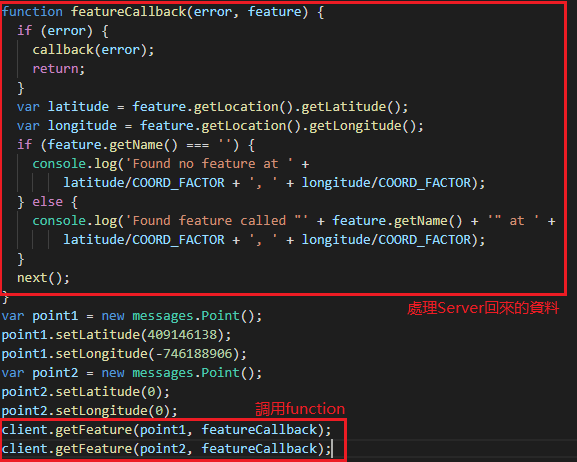 function featureCallback(error, feature) {
if (error) {
callback(error);
return;
}
var latitude = feature.getLocation().getLatitude();
var longitude = feature.getLocation().getLongitude();
if (feature.getName() === '') {
console.log('Found no feature at ' +
latitude/COORD_FACTOR + ', ' + longitude/COORD_FACTOR);
} else {
console.log('Found feature called "' + feature.getName() + '" at ' +
latitude/COORD_FACTOR + ', ' + longitude/COORD_FACTOR);
}
next();
}
處理Server回來的資料
var point1 = new messages.Point();
point1.setLatitude(409146138);
point1.setLongitude(-746188906);
var point2 = new messages.Point();
point2.setLatitude(0);
point2.setLongitude(0);
調用function
client.getFeature(point1, featureCallback);
client.getFeature(point2, featureCallback);